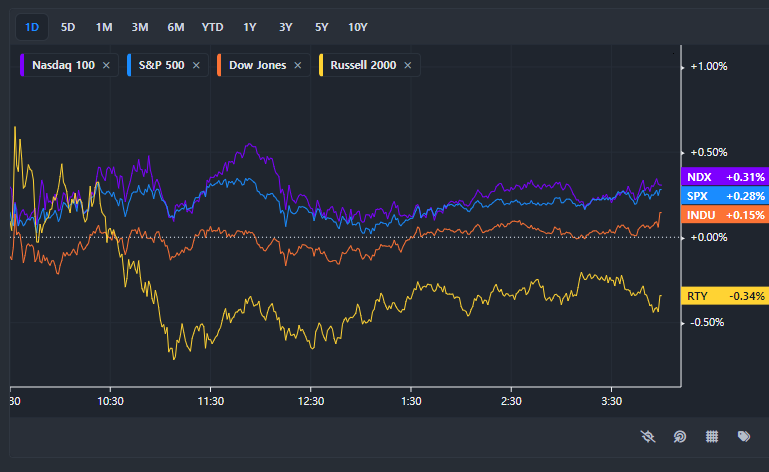 1D 5D 1M 3M 6M YTD 1Y 3Y 5Y 10Y
Nasdaq 100 × S&P 500 × Dow Jones × Russell 2000 ×
+1.00%
+0.50%
NDX +0.31%
SPX +0.28%
INDU +0.15%
+0.00%
RTY -0.34%
-0.50%
:30 10:30 11:30 12:30 1:30 2:30 3:30